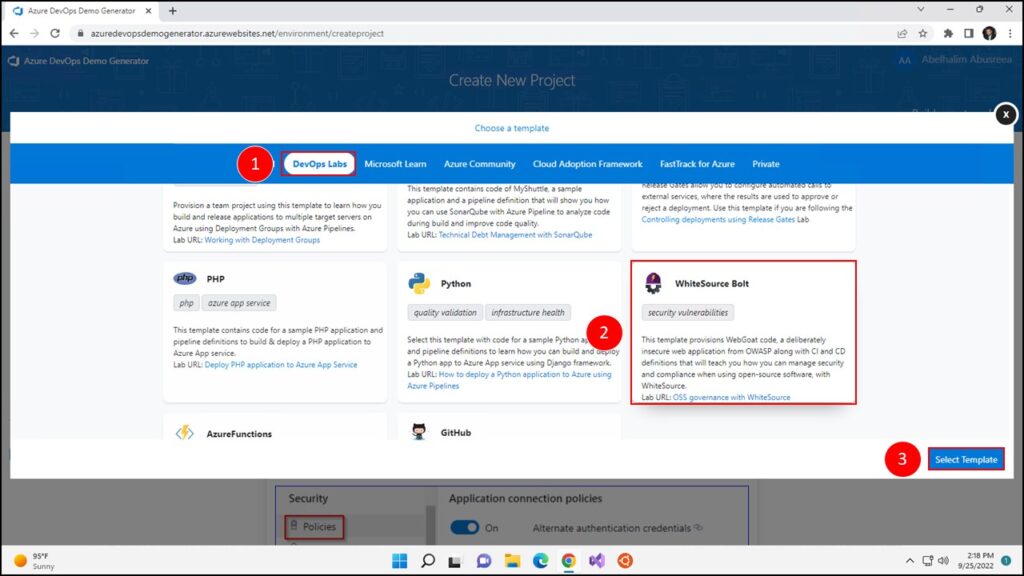 Azure DevOps Demo Generator
azuredevopsdemogenerator.azurewebsites.net/environment/createproject
Azure DevOps Demo Generator
AA Abelhalim Abusreea
Create New Project
X
Choose a template
1
DevOps Labs Microsoft Learn Azure Community Cloud Adoption Framework FastTrack for Azure Private
Provision a team project using this template to learn how you
build and release applications to multiple target servers on
Azure using Deployment Groups with Azure Pipelines.
Lab URL: Working with Deployment Groups
This template contains code of MyShuttle, a sample
application and a pipeline definition that will show you how
you can use SonarQube with Azure Pipeline to analyze code
during build and improve code quality.
Lab URL: Technical Debt Management with SonarQube
Release Gates allow you to configure automated calls to
external services, where the results are used to approve or
reject a deployment. Use this template if you are following the
Controlling deployments using Release Gates Lab
php PHP
php azure app service
This template contains code for a sample PHP application and
pipeline definitions to build & deploy a PHP application to
Azure App service.
Lab URL: Deploy PHP application to Azure App Service
Python
quality validation infrastructure health
Select this template with code for a Sample Python
and pipeline definitions to learn how you can build and deploy
a Python app to Azure App service using Django framework.
Lab URL: How to deploy a Python application to Azure using
Azure Pipelines
2
WhiteSource Bolt
security vulnerabilities
This template provisions WebGoat code, a deliberately
insecure web application from OWASP along with CI and CD
definitions that will teach you how you can manage security
and compliance when using open-source software, with
WhiteSource.
Lab URL: OSS governance with WhiteSource
AzureFunctions
GitHub
3
Select Template
Security
Policies
Application connection policies
On Alternate authentication credentials
95°F
Sunny
2:18 PM
9/25/2022
1